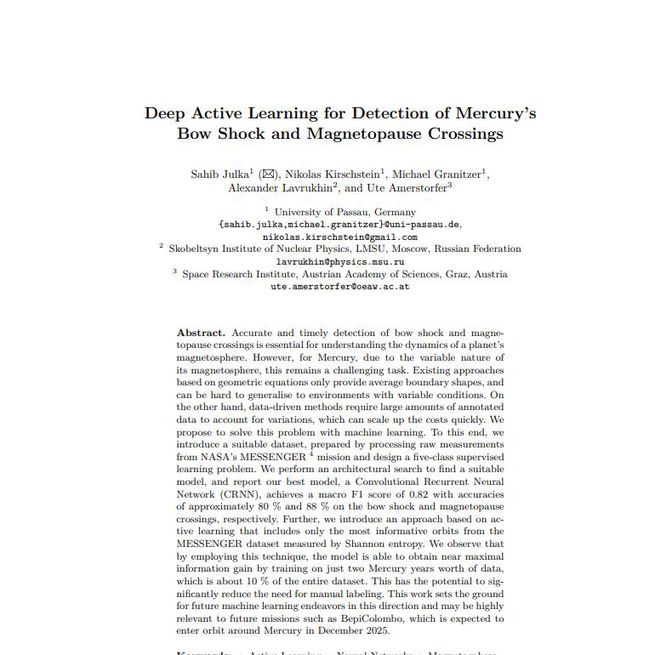 Deep Active Learning for Detection of Mercury's
Bow Shock and Magnetopause Crossings
Sahib Julka¹ (✉), Nikolas Kirschstein¹, Michael Granitzer¹,
Alexander Lavrukhin², and Ute Amerstorfer³
¹ University of Passau, Germany
{sahib.julka,michael.granitzer}@uni-passau.de,
nikolas.kirschstein@gmail.com
² Skobeltsyn Institute of Nuclear Physics, LMSU, Moscow, Russian Federation
lavrukhin@physics.msu.ru
³ Space Research Institute, Austrian Academy of Sciences, Graz, Austria
ute.amerstorfer@oeaw.ac.at
Abstract. Accurate and timely detection of bow shock and magne-
topause crossings is essential for understanding the dynamics of a planet's
magnetosphere. However, for Mercury, due to the variable nature of
its magnetosphere, this remains a challenging task. Existing approaches
based on geometric equations only provide average boundary shapes, and
can be hard to generalise to environments with variable conditions. On
the other hand, data-driven methods require large amounts of annotated
data to account for variations, which can scale up the costs quickly. We
propose to solve this problem with machine learning. To this end, we
introduce a suitable dataset, prepared by processing raw measurements
from NASA's MESSENGER ⁴ mission and design a five-class supervised
learning problem. We perform an architectural search to find a suitable
model, and report our best model, a Convolutional Recurrent Neural
Network (CRNN), achieves a macro F1 score of 0.82 with accuracies
of approximately 80 % and 88 % on the bow shock and magnetopause
crossings, respectively. Further, we introduce an approach based on ac-
tive learning that includes only the most informative orbits from the
MESSENGER dataset measured by Shannon entropy. We observe that
by employing this technique, the model is able to obtain near maximal
information gain by training on just two Mercury years worth of data,
which is about 10 % of the entire dataset. This has the potential to sig-
nificantly reduce the need for manual labeling. This work sets the ground
for future machine learning endeavors in this direction and may be highly
relevant to future missions such as BepiColombo, which is expected to
enter orbit around Mercury in December 2025.